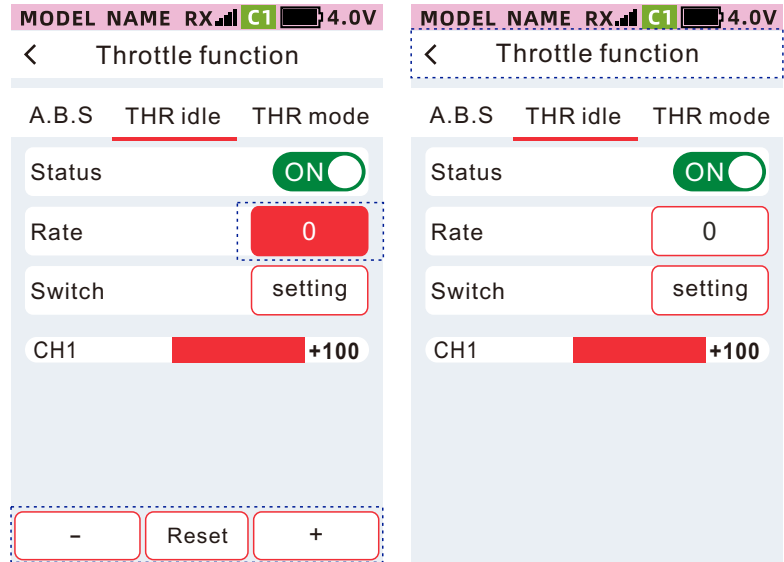 MODEL NAME RX C1 4.0V
< Throttle function
A.B.S THR idle THR mode
Status ON
Rate 0
Switch setting
CH1 +100
- Reset +
MODEL NAME RX C1 4.0V
< Throttle function
A.B.S THR idle THR mode
Status ON
Rate 0
Switch setting
CH1 +100